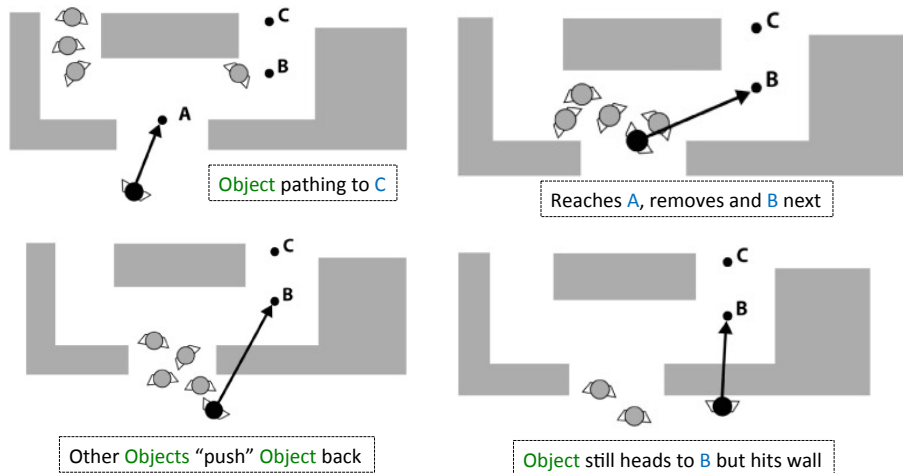 C
B
A
Object pathing to C
C
B
Reaches A, removes and B next
C
B
Other Objects “push” Object back
C
B
Object still heads to B but hits wall